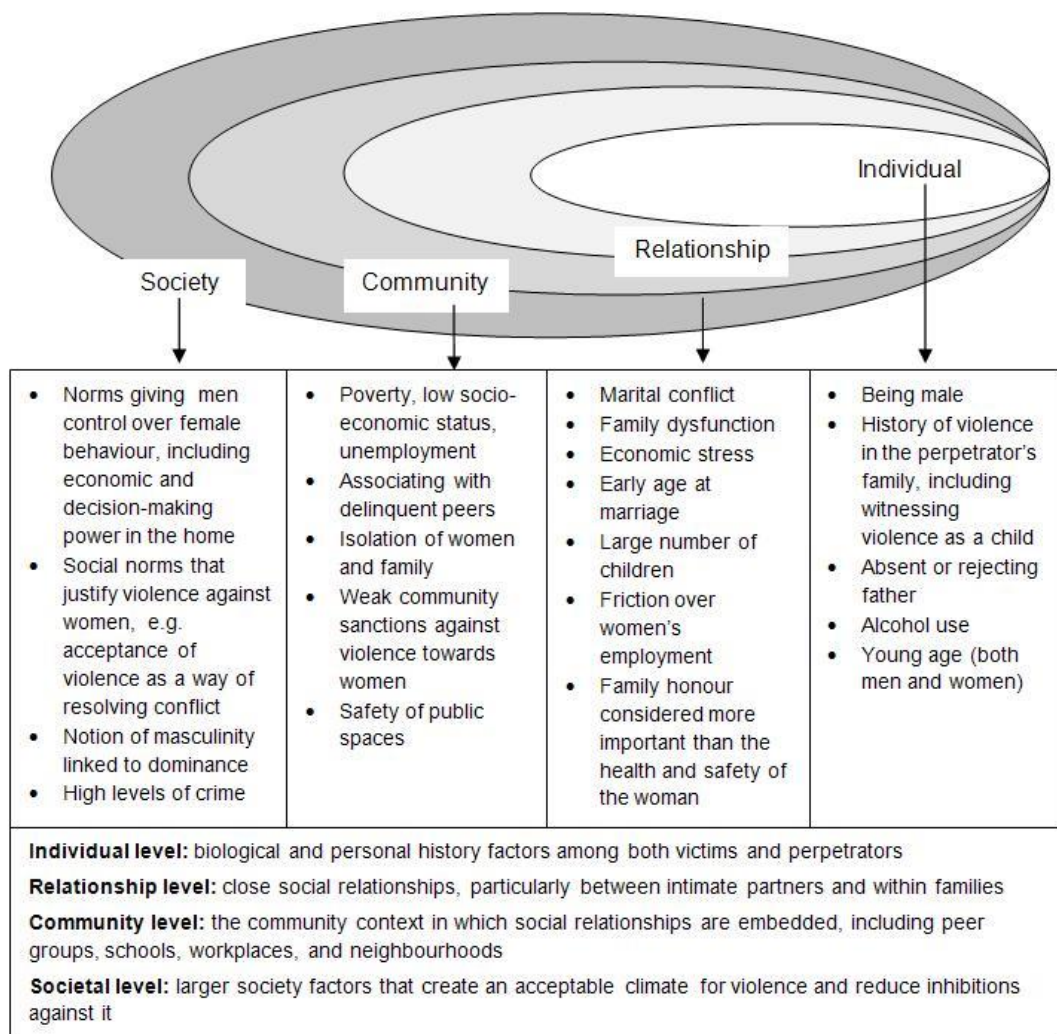 Individual
Relationship
Society
Community
• Norms giving men
control over female
behaviour, including
economic and
decision-making
power in the home
• Social norms that
justify violence against
women, e.g.
acceptance of
violence as a way of
resolving conflict
• Notion of masculinity
linked to dominance
• High levels of crime
• Poverty, low socio-
economic status,
unemployment
• Associating with
delinquent peers
• Isolation of women
and family
• Weak community
sanctions against
violence towards
women
• Safety of public
spaces
• Marital conflict
• Family dysfunction
• Economic stress
• Early age at
marriage
• Large number of
children
• Friction over
women's
employment
• Family honour
considered more
important than the
health and safety of
the woman
• Being male
• History of violence
in the perpetrator's
family, including
witnessing
violence as a child
• Absent or rejecting
father
• Alcohol use
• Young age (both
men and women)
Individual level: biological and personal history factors among both victims and perpetrators
Relationship level: close social relationships, particularly between intimate partners and within families
Community level: the community context in which social relationships are embedded, including peer
groups, schools, workplaces, and neighbourhoods
Societal level: larger society factors that create an acceptable climate for violence and reduce inhibitions
against it